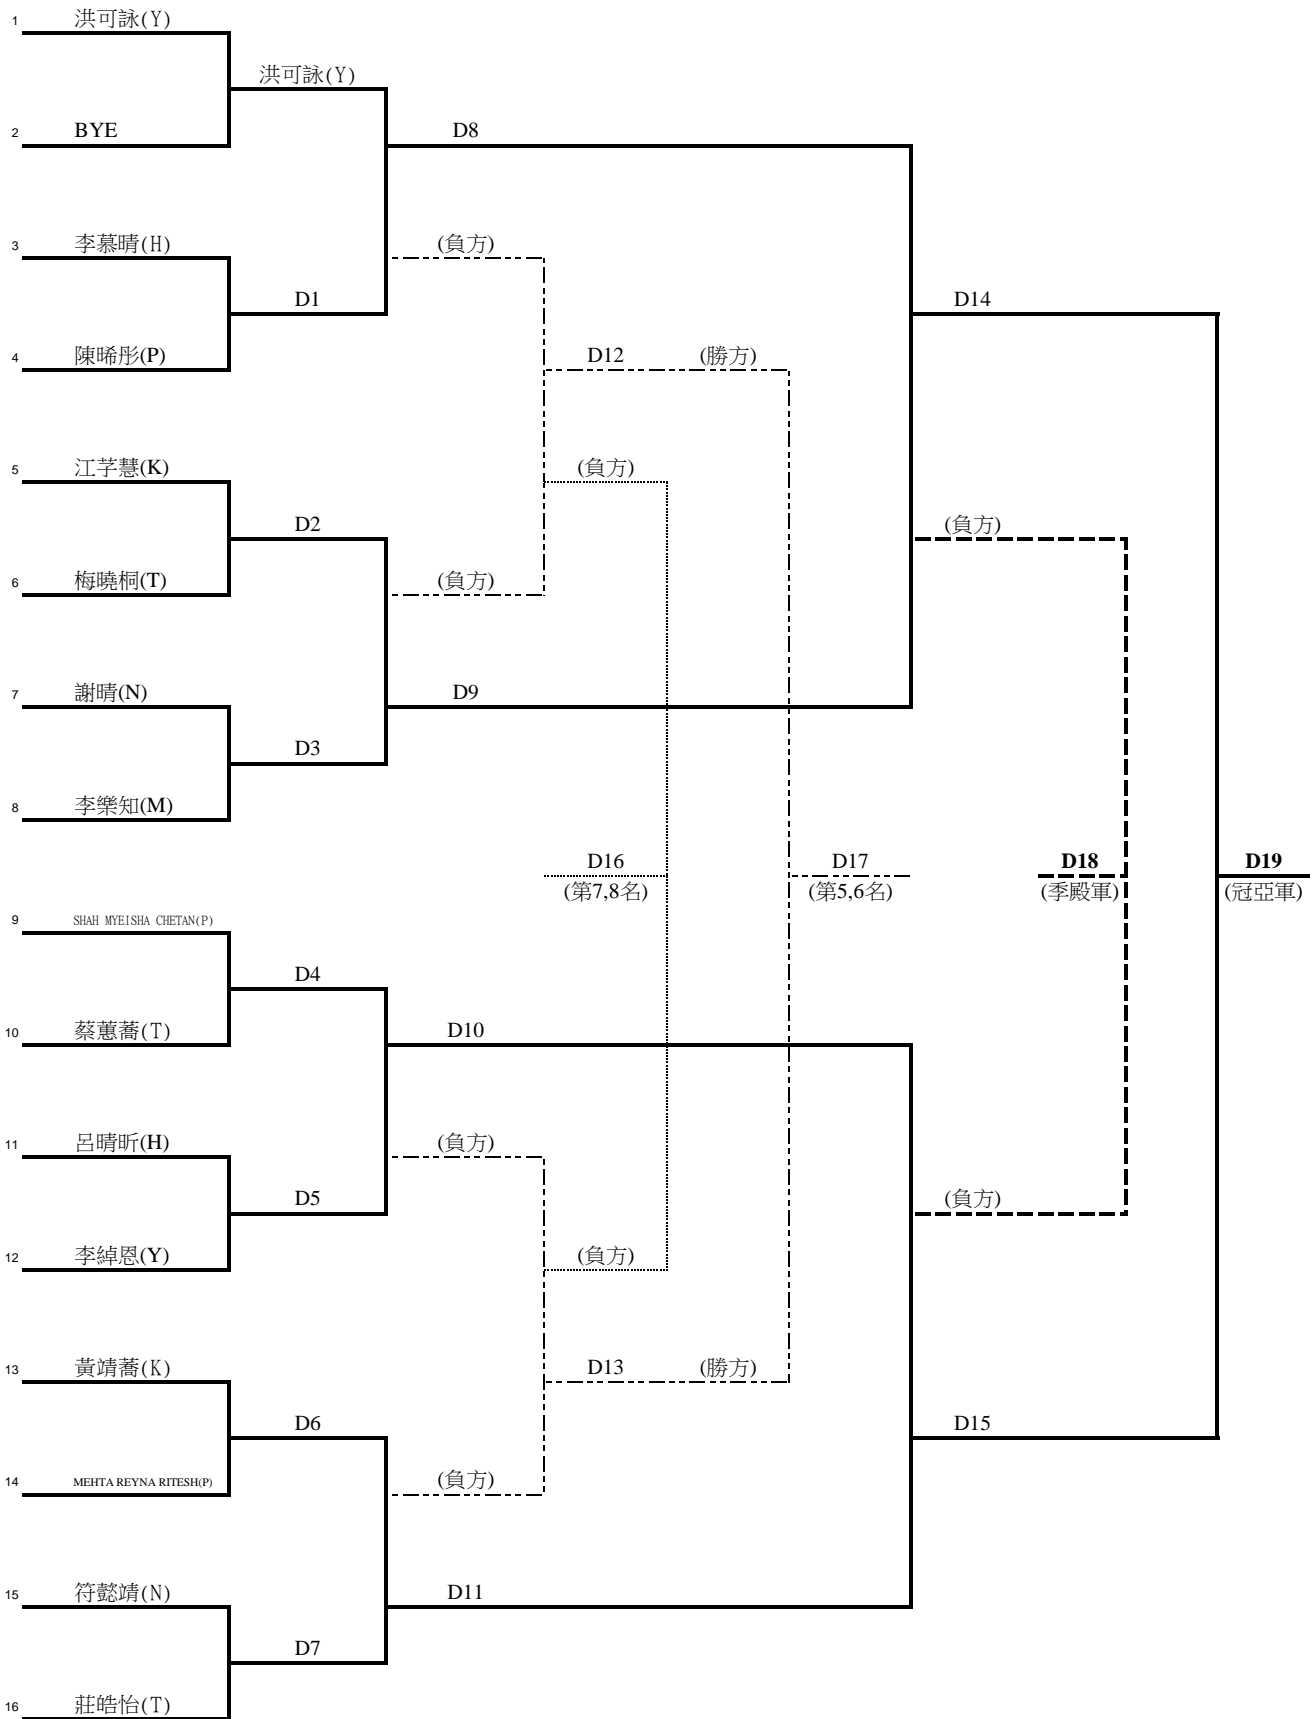 1 洪可詠(Y)
洪可詠(Y)
2 BYE D8
3 李慕晴(H) (負方)
D1 D14
4 陳晞彤(P) D12 (勝方)
5 江芓慧(K) (負方)
D2 (負方)
6 梅曉桐(T) (負方)
7 謝晴(N) D9
D3
8 李樂知(M)
D16 D17 D18 D19
(第7,8名) (第5,6名) (季殿軍) (冠亞軍)
9 SHAH MYEISHA CHETAN(P)
D4
10 蔡蕙蕎(T) D10
11 呂晴昕(H) (負方)
D5 (負方)
12 李綽恩(Y) (負方)
13 黃靖蕎(K) D13 (勝方)
D6 D15
14 MEHTA REYNA RITESH(P) (負方)
15 符懿靖(N) D11
D7
16 莊皓怡(T)